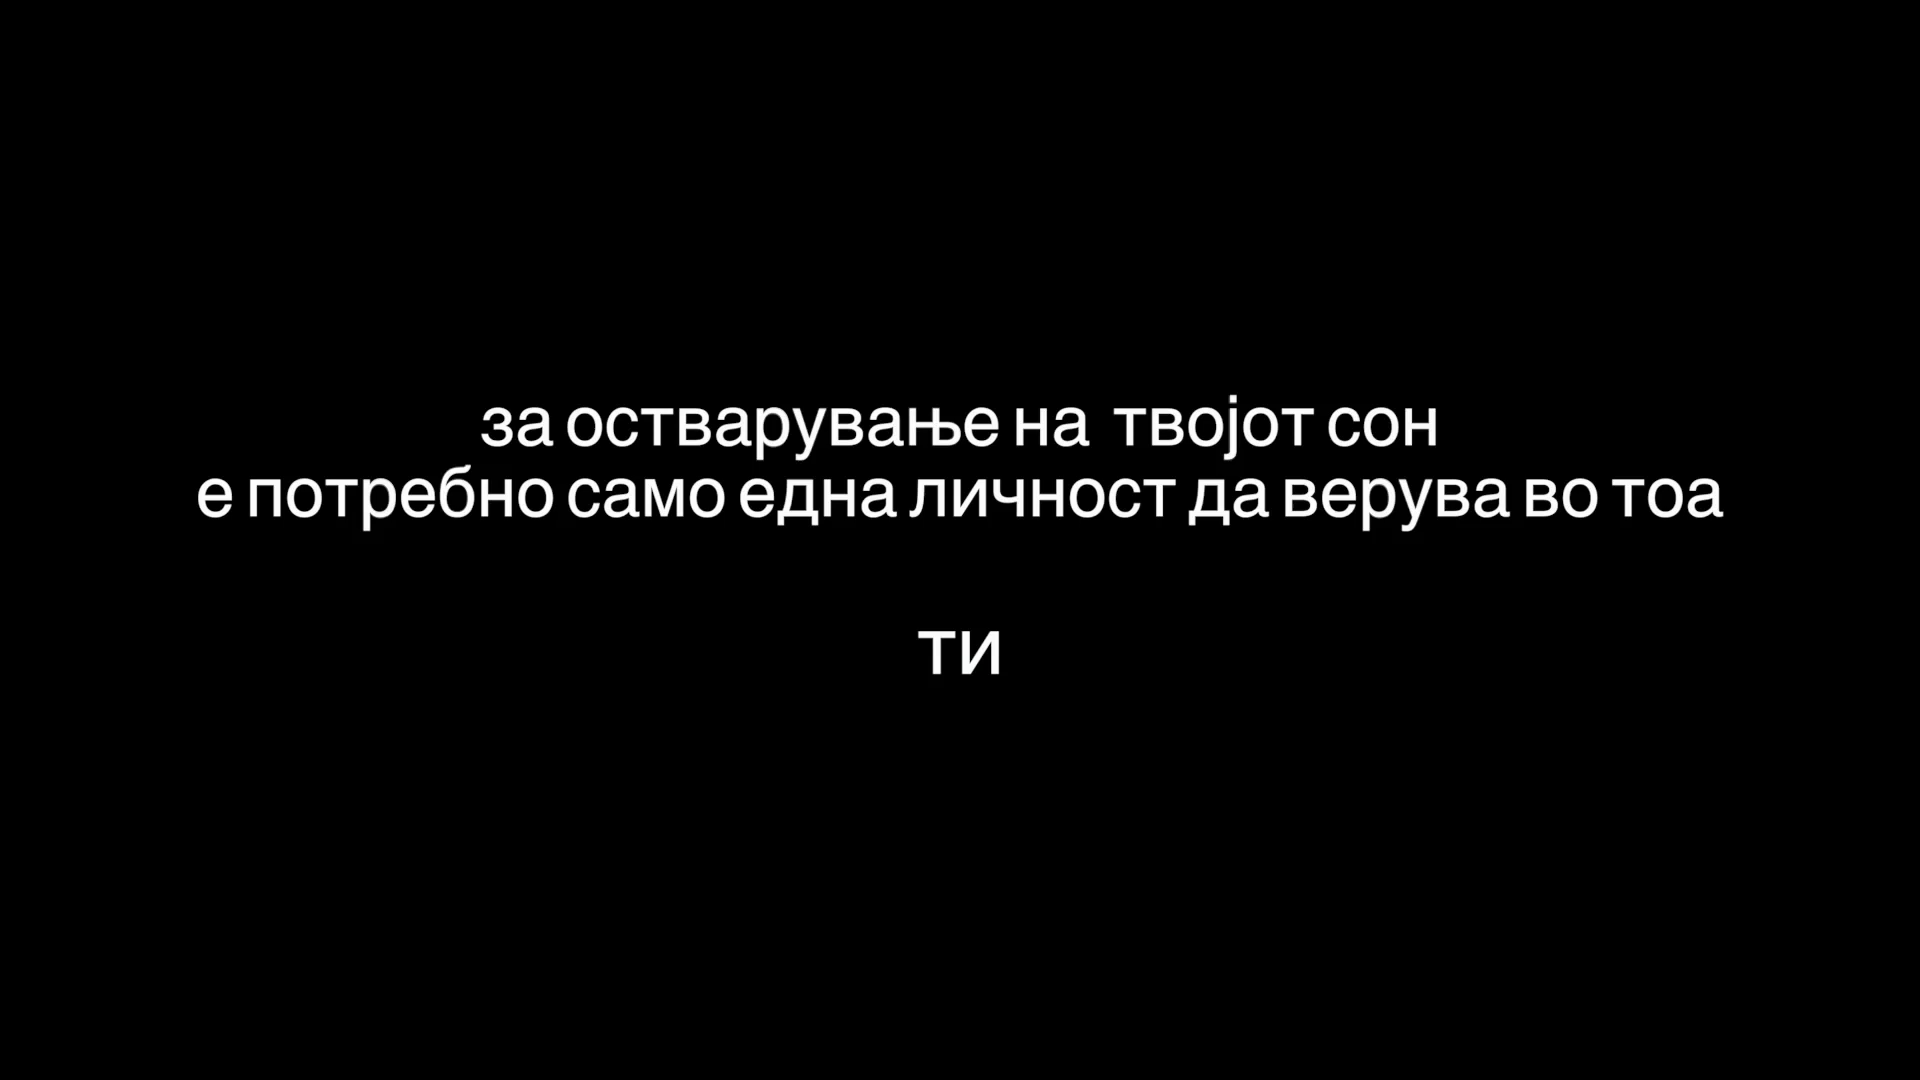 за остварување на твојот сон
е потребно само една личност да верува во тоа
ти